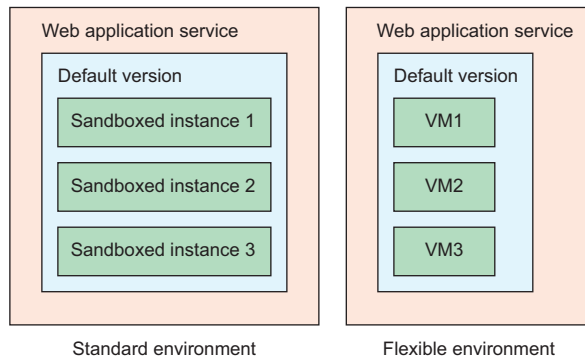 Web application service
Default version
Sandboxed instance 1
Sandboxed instance 2
Sandboxed instance 3
Standard environment
Web application service
Default version
VM1
VM2
VM3
Flexible environment